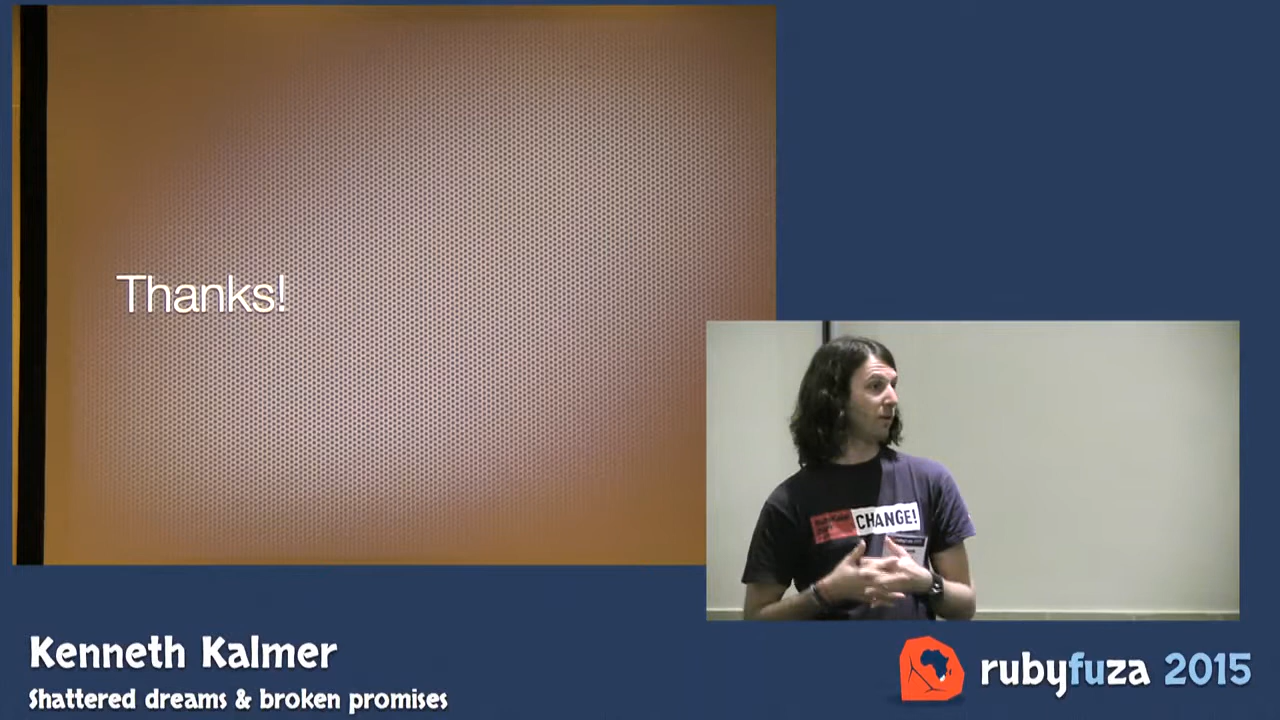 Thanks!
CHANGE!
Kenneth Kalmer
Shattered dreams & broken promises
rubyfuza 2015